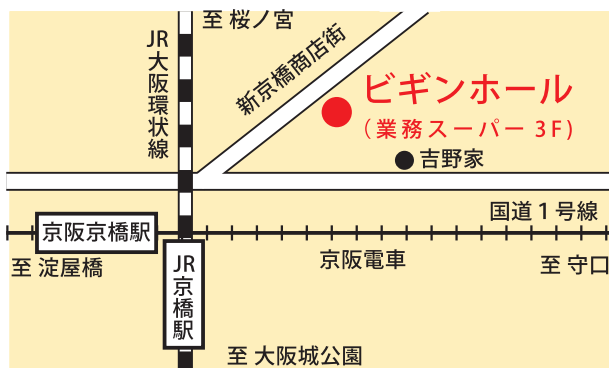 至 桜ノ宮
JR大阪環状線
新京橋商店街
ビギンホール
（業務スーパー 3F）
吉野家
国道1号線
京阪京橋駅
京阪電車
至 淀屋橋
至 守口
JR京橋駅
至 大阪城公園